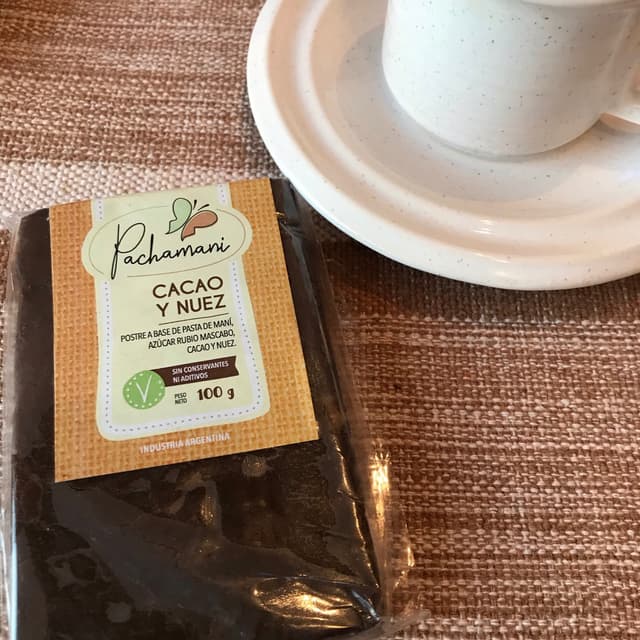 Pachamani
CACAO
Y NUEZ
POSTRE A BASE DE PASTA DE MANÍ,
AZÚCAR RUBIO MASCABO,
CACAO Y NUEZ.
SIN CONSERVANTES
NI ADITIVOS
V
PESO
NETO 100 g
INDUSTRIA ARGENTINA